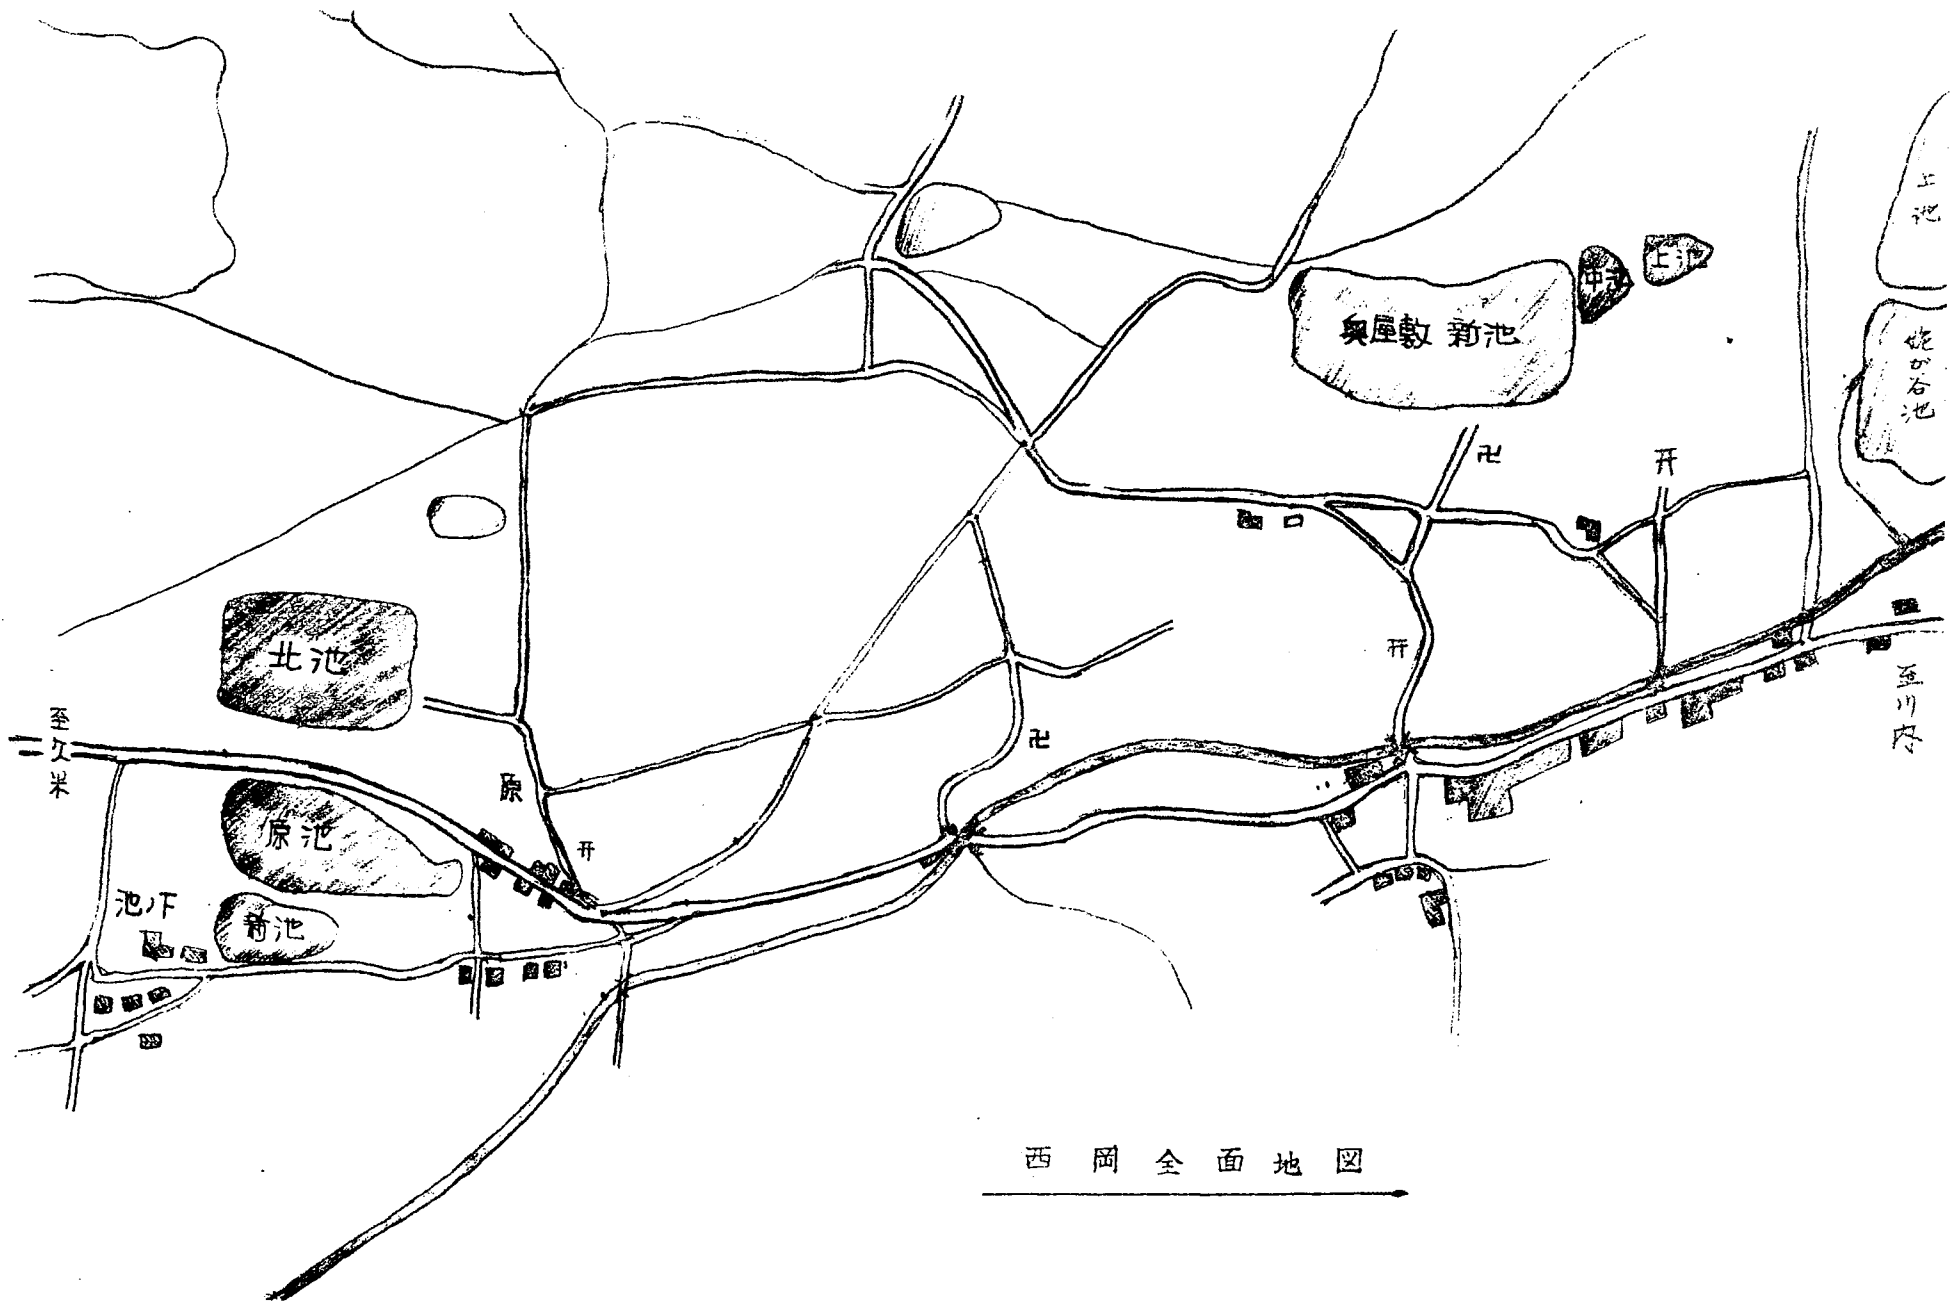 上池
蛇が谷池
上池
中池
奥屋敷 新池
北池
至久米
原
原池
池ノ下
新池
至川内
西岡全面地図